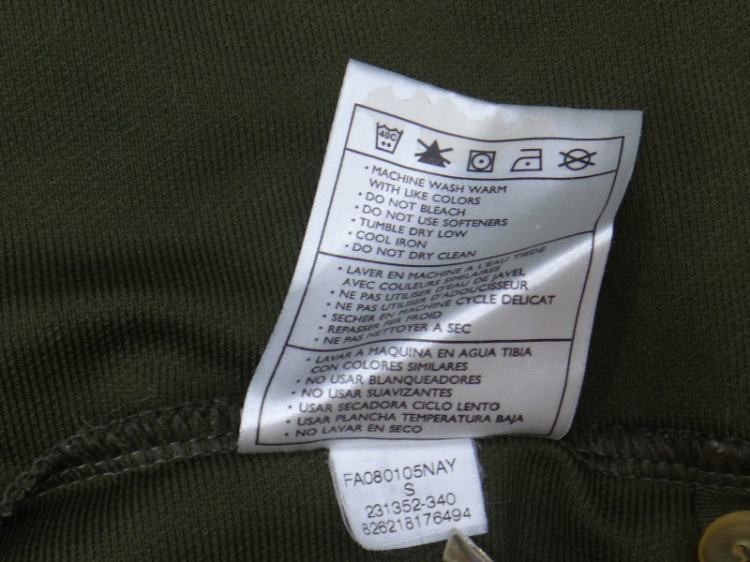 40C
• MACHINE WASH WARM
WITH LIKE COLORS
• DO NOT BLEACH
• DO NOT USE SOFTENERS
• TUMBLE DRY LOW
• COOL IRON
• DO NOT DRY CLEAN
• LAVER EN MACHINE A L'EAU TIEDE
AVEC COULEURS SIMILAIRES
• NE PAS UTILISER D'EAU DE JAVEL
• NE PAS UTILISER D'ADOUCISSEUR
• SECHER EN MACHINE CYCLE DELICAT
• REPASSER FER FROID
• NE PAS NETTOYER A SEC
• LAVAR A MAQUINA EN AGUA TIBIA
CON COLORES SIMILARES
• NO USAR BLANQUEADORES
• NO USAR SUAVIZANTES
• USAR SECADORA CICLO LENTO
• USAR PLANCHA TEMPERATURA BAJA
• NO LAVAR EN SECO
FA080105NAY
S
231352-340
826218176494